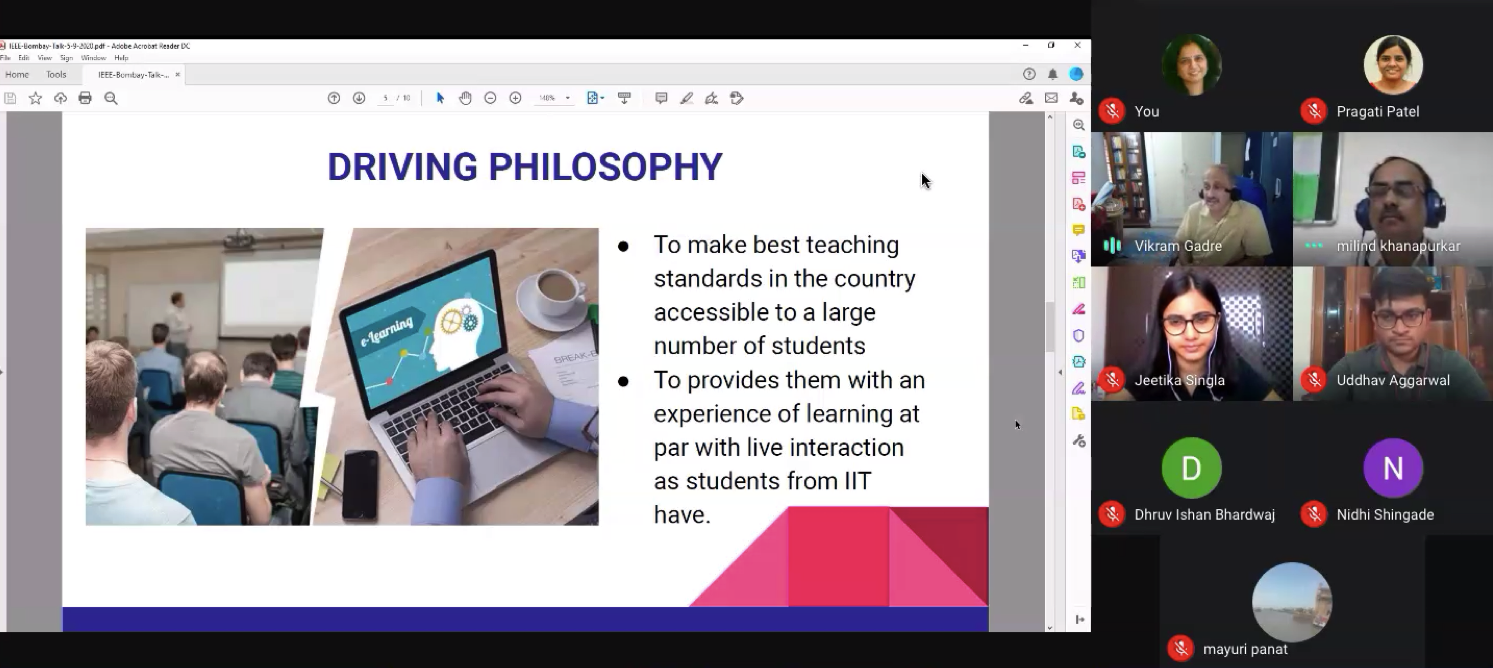 IEEE-Bombay-Talk-5-9-2020.pdf - Adobe Acrobat Reader DC
File Edit View Sign Window Help
Home Tools IEEE-Bombay-Talk-... ×
5 / 10 148%
DRIVING PHILOSOPHY
e-learning
BREAK-E
● To make best teaching
standards in the country
accessible to a large
number of students
● To provides them with an
experience of learning at
par with live interaction
as students from IIT
have.
You
Pragati Patel
Vikram Gadre
milind khanapurkar
Jeetika Singla
Uddhav Aggarwal
D
Dhruv Ishan Bhardwaj
N
Nidhi Shingade
mayuri panat